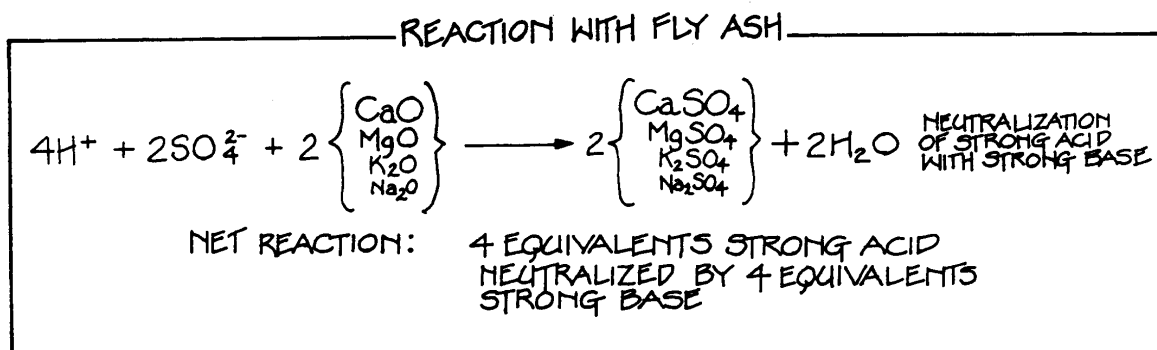 REACTION WITH FLY ASH
4H⁺ + 2SO₄²⁻ + 2 { CaO MgO K₂O Na₂O } ⟶ 2 { CaSO₄ MgSO₄ K₂SO₄ Na₂SO₄ } + 2H₂O
NEUTRALIZATION
OF STRONG ACID
WITH STRONG BASE
NET REACTION: 4 EQUIVALENTS STRONG ACID
NEUTRALIZED BY 4 EQUIVALENTS
STRONG BASE